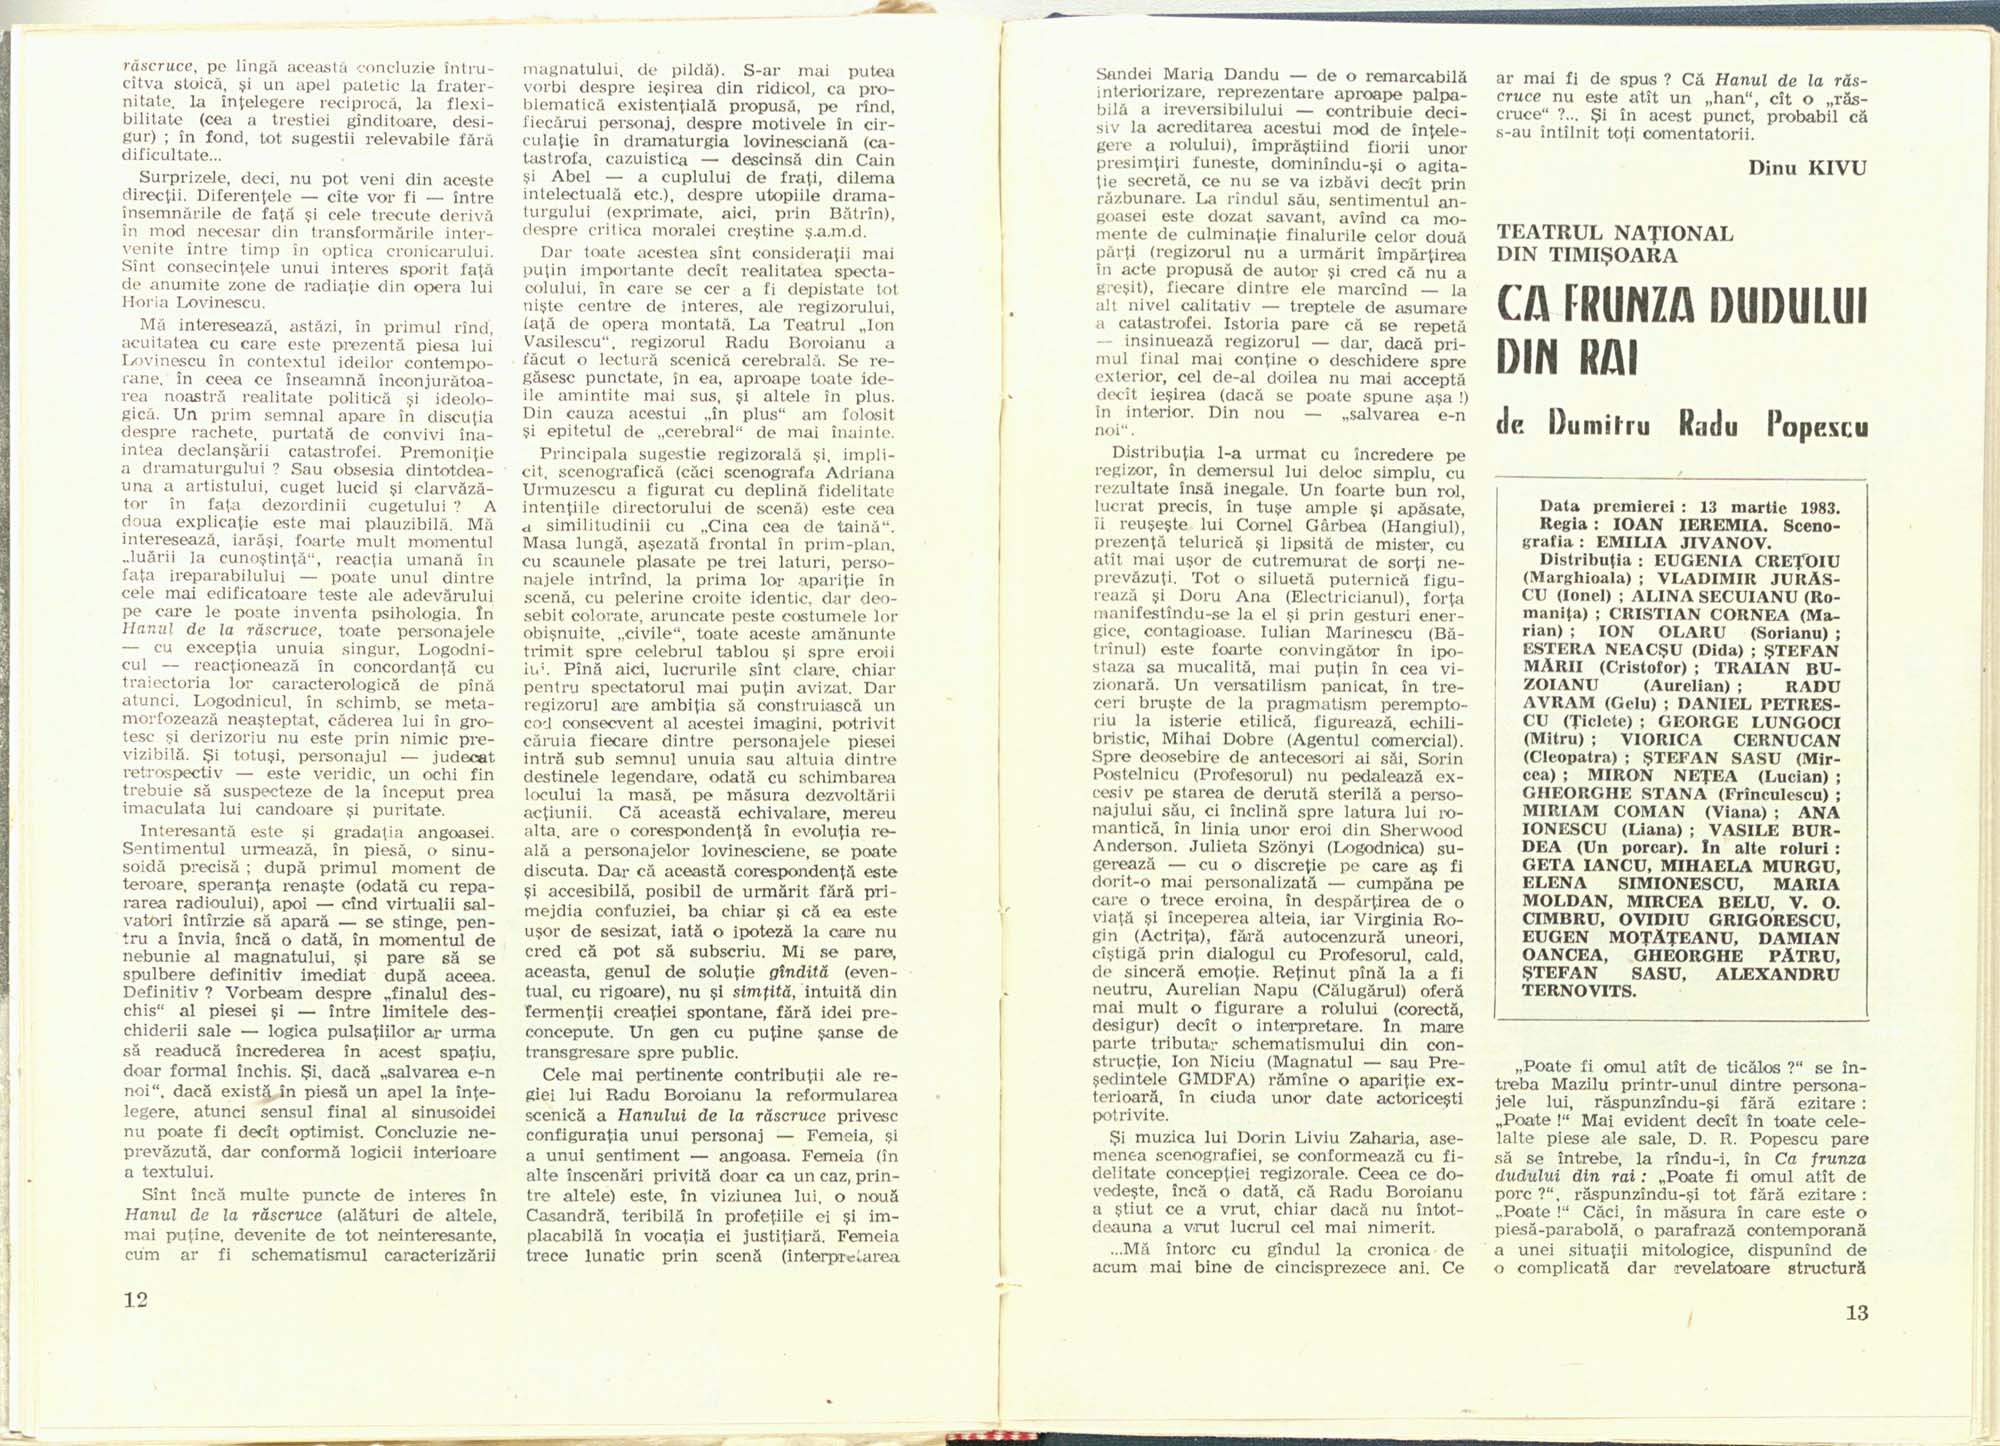 răscruce, pe lîngă această concluzie întru-
cîtva stoică, și un apel patetic la frater-
nitate, la înțelegere reciprocă, la flexi-
bilitate (cea a trestiei gînditoare, desi-
gur) ; în fond, tot sugestii relevabile fără
dificultate...
Surprizele, deci, nu pot veni din aceste
direcții. Diferențele — cîte vor fi — între
însemnările de față și cele trecute derivă
în mod necesar din transformările inter-
venite între timp în optica cronicarului.
Sînt consecințele unui interes sporit față
de anumite zone de radiație din opera lui
Horia Lovinescu.
Mă interesează, astăzi, în primul rînd,
acuitatea cu care este prezentă piesa lui
Lovinescu în contextul ideilor contempo-
rane, în ceea ce înseamnă înconjurătoa-
rea noastră realitate politică și ideolo-
gică. Un prim semnal apare în discuția
despre rachete, purtată de convivi îna-
intea declanșării catastrofei. Premoniție
a dramaturgului ? Sau obsesia dintotdea-
una a artistului, cuget lucid și clarvăză-
tor în fața dezordinii cugetului ? A
doua explicație este mai plauzibilă. Mă
interesează, iarăși, foarte mult momentul
„luării la cunoștință“, reacția umană în
fața ireparabilului — poate unul dintre
cele mai edificatoare teste ale adevărului
pe care le poate inventa psihologia. În
Hanul de la răscruce, toate personajele
— cu excepția unuia singur, Logodni-
cul — reacționează în concordanță cu
traiectoria lor caracterologică de pînă
atunci. Logodnicul, în schimb, se meta-
morfozează neașteptat, căderea lui în gro-
tesc și derizoriu nu este prin nimic pre-
vizibilă. Și totuși, personajul — judecat
retrospectiv — este veridic, un ochi fin
trebuie să suspecteze de la început prea
imaculata lui candoare și puritate.
Interesantă este și gradația angoasei.
Sentimentul urmează, în piesă, o sinu-
soidă precisă ; după primul moment de
teroare, speranța renaște (odată cu repa-
rarea radioului), apoi — cînd virtualii sal-
vatori întîrzie să apară — se stinge, pen-
tru a învia, încă o dată, în momentul de
nebunie al magnatului, și pare să se
spulbere definitiv imediat după aceea.
Definitiv ? Vorbeam despre „finalul des-
chis“ al piesei și — între limitele des-
chiderii sale — logica pulsațiilor ar urma
să readucă încrederea în acest spațiu,
doar formal închis. Și, dacă „salvarea e-n
noi“, dacă există în piesă un apel la înțe-
legere, atunci sensul final al sinusoidei
nu poate fi decît optimist. Concluzie ne-
prevăzută, dar conformă logicii interioare
a textului.
Sînt încă multe puncte de interes în
Hanul de la răscruce (alături de altele,
mai puține, devenite de tot neinteresante,
cum ar fi schematismul caracterizării
12
magnatului, de pildă). S-ar mai putea
vorbi despre ieșirea din ridicol, ca pro-
blematică existențială propusă, pe rînd,
fiecărui personaj, despre motivele în cir-
culație în dramaturgia lovinesciană (ca-
tastrofa, cazuistica — descinsă din Cain
și Abel — a cuplului de frați, dilema
intelectuală etc.), despre utopiile drama-
turgului (exprimate, aici, prin Bătrîn),
despre critica moralei creștine ș.a.m.d.
Dar toate acestea sînt considerații mai
puțin importante decît realitatea specta-
colului, în care se cer a fi depistate tot
niște centre de interes, ale regizorului,
față de opera montată. La Teatrul „Ion
Vasilescu“, regizorul Radu Boroianu a
făcut o lectură scenică cerebrală. Se re-
găsesc punctate, în ea, aproape toate ide-
ile amintite mai sus, și altele în plus.
Din cauza acestui „în plus“ am folosit
și epitetul de „cerebral“ de mai înainte.
Principala sugestie regizorală și, impli-
cit, scenografică (căci scenografa Adriana
Urmuzescu a figurat cu deplină fidelitate
intențiile directorului de scenă) este cea
a similitudinii cu „Cina cea de taină“.
Masa lungă, așezată frontal în prim-plan,
cu scaunele plasate pe trei laturi, perso-
najele intrînd, la prima lor apariție în
scenă, cu pelerine croite identic, dar deo-
sebit colorate, aruncate peste costumele lor
obișnuite, „civile“, toate aceste amănunte
trimit spre celebrul tablou și spre eroii
lui. Pînă aici, lucrurile sînt clare, chiar
pentru spectatorul mai puțin avizat. Dar
regizorul are ambiția să construiască un
cod consecvent al acestei imagini, potrivit
căruia fiecare dintre personajele piesei
intră sub semnul unuia sau altuia dintre
destinele legendare, odată cu schimbarea
locului la masă, pe măsura dezvoltării
acțiunii. Că această echivalare, mereu
alta, are o corespondență în evoluția re-
ală a personajelor lovinesciene, se poate
discuta. Dar că această corespondență este
și accesibilă, posibil de urmărit fără pri-
mejdia confuziei, ba chiar și că ea este
ușor de sesizat, iată o ipoteză la care nu
cred că pot să subscriu. Mi se pare,
aceasta, genul de soluție gîndită (even-
tual, cu rigoare), nu și simțită, intuită din
fermenții creației spontane, fără idei pre-
concepute. Un gen cu puține șanse de
transgresare spre public.
Cele mai pertinente contribuții ale re-
giei lui Radu Boroianu la reformularea
scenică a Hanului de la răscruce privesc
configurația unui personaj — Femeia, și
a unui sentiment — angoasa. Femeia (în
alte înscenări privită doar ca un caz, prin-
tre altele) este, în viziunea lui, o nouă
Casandră, teribilă în profețiile ei și im-
placabilă în vocația ei justițiară. Femeia
trece lunatic prin scenă (interpretarea
Sandei Maria Dandu — de o remarcabilă
interiorizare, reprezentare aproape palpa-
bilă a ireversibilului — contribuie deci-
siv la acreditarea acestui mod de înțele-
gere a rolului), împrăștiind fiorii unor
presimțiri funeste, dominîndu-și o agita-
ție secretă, ce nu se va izbăvi decît prin
răzbunare. La rîndul său, sentimentul an-
goasei este dozat savant, avînd ca mo-
mente de culminație finalurile celor două
părți (regizorul nu a urmărit împărțirea
în acte propusă de autor și cred că nu a
greșit), fiecare dintre ele marcînd — la
alt nivel calitativ — treptele de asumare
a catastrofei. Istoria pare că se repetă
— insinuează regizorul — dar, dacă pri-
mul final mai conține o deschidere spre
exterior, cel de-al doilea nu mai acceptă
decît ieșirea (dacă se poate spune așa !)
în interior. Din nou — „salvarea e-n
noi“.
Distribuția l-a urmat cu încredere pe
regizor, în demersul lui deloc simplu, cu
rezultate însă inegale. Un foarte bun rol,
lucrat precis, în tușe ample și apăsate,
îi reușește lui Cornel Gârbea (Hangiul),
prezență telurică și lipsită de mister, cu
atît mai ușor de cutremurat de sorți ne-
prevăzuți. Tot o siluetă puternică figu-
rează și Doru Ana (Electricianul), forța
manifestîndu-se la el și prin gesturi ener-
gice, contagioase. Iulian Marinescu (Bă-
trînul) este foarte convingător în ipo-
staza sa mucalită, mai puțin în cea vi-
zionară. Un versatilism panicat, în tre-
ceri bruște de la pragmatism perempto-
riu la isterie etilică, figurează, echili-
bristic, Mihai Dobre (Agentul comercial).
Spre deosebire de antecesori ai săi, Sorin
Postelnicu (Profesorul) nu pedalează ex-
cesiv pe starea de derută sterilă a perso-
najului său, ci înclină spre latura lui ro-
mantică, în linia unor eroi din Sherwood
Anderson. Julieta Szönyi (Logodnica) su-
gerează — cu o discreție pe care aș fi
dorit-o mai personalizată — cumpăna pe
care o trece eroina, în despărțirea de o
viață și începerea alteia, iar Virginia Ro-
gin (Actrița), fără autocenzură uneori,
cîștigă prin dialogul cu Profesorul, cald,
de sinceră emoție. Reținut pînă la a fi
neutru, Aurelian Napu (Călugărul) oferă
mai mult o figurare a rolului (corectă,
desigur) decît o interpretare. În mare
parte tributar schematismului din con-
strucție, Ion Niciu (Magnatul — sau Pre-
ședintele GMDFA) rămîne o apariție ex-
terioară, în ciuda unor date actoricești
potrivite.
Și muzica lui Dorin Liviu Zaharia, ase-
menea scenografiei, se conformează cu fi-
delitate concepției regizorale. Ceea ce do-
vedește, încă o dată, că Radu Boroianu
a știut ce a vrut, chiar dacă nu întot-
deauna a vrut lucrul cel mai nimerit.
...Mă întorc cu gîndul la cronica de
acum mai bine de cincisprezece ani. Ce
ar mai fi de spus ? Că Hanul de la răs-
cruce nu este atît un „han“, cît o „răs-
cruce“ ?... Și în acest punct, probabil că
s-au întîlnit toți comentatorii.
Dinu KIVU
TEATRUL NAȚIONAL
DIN TIMIȘOARA
CA FRUNZA DUDULUI
DIN RAI
de Dumitru Radu Popescu
Data premierei : 13 martie 1983.
Regia : IOAN IEREMIA. Sceno-
grafia : EMILIA JIVANOV.
Distribuția : EUGENIA CREȚOIU
(Marghioala) ; VLADIMIR JURĂS-
CU (Ionel) ; ALINA SECUIANU (Ro-
manița) ; CRISTIAN CORNEA (Ma-
rian) ; ION OLARU (Sorianu) ;
ESTERA NEACȘU (Dida) ; ȘTEFAN
MĂRII (Cristofor) ; TRAIAN BU-
ZOIANU (Aurelian) ; RADU
AVRAM (Gelu) ; DANIEL PETRES-
CU (Țiclete) ; GEORGE LUNGOCI
(Mitru) ; VIORICA CERNUCAN
(Cleopatra) ; ȘTEFAN SASU (Mir-
cea) ; MIRON NEȚEA (Lucian) ;
GHEORGHE STANA (Frînculescu) ;
MIRIAM COMAN (Viana) ; ANA
IONESCU (Liana) ; VASILE BUR-
DEA (Un porcar). În alte roluri :
GETA IANCU, MIHAELA MURGU,
ELENA SIMIONESCU, MARIA
MOLDAN, MIRCEA BELU, V. O.
CIMBRU, OVIDIU GRIGORESCU,
EUGEN MOȚĂȚEANU, DAMIAN
OANCEA, GHEORGHE PĂTRU,
ȘTEFAN SASU, ALEXANDRU
TERNOVITS.
„Poate fi omul atît de ticălos ?“ se în-
treba Mazilu printr-unul dintre persona-
jele lui, răspunzîndu-și fără ezitare :
„Poate !“ Mai evident decît în toate cele-
lalte piese ale sale, D. R. Popescu pare
să se întrebe, la rîndu-i, în Ca frunza
dudului din rai : „Poate fi omul atît de
porc ?“, răspunzîndu-și tot fără ezitare :
„Poate !“ Căci, în măsura în care este o
piesă-parabolă, o parafrază contemporană
a unei situații mitologice, dispunînd de
o complicată dar revelatoare structură
13